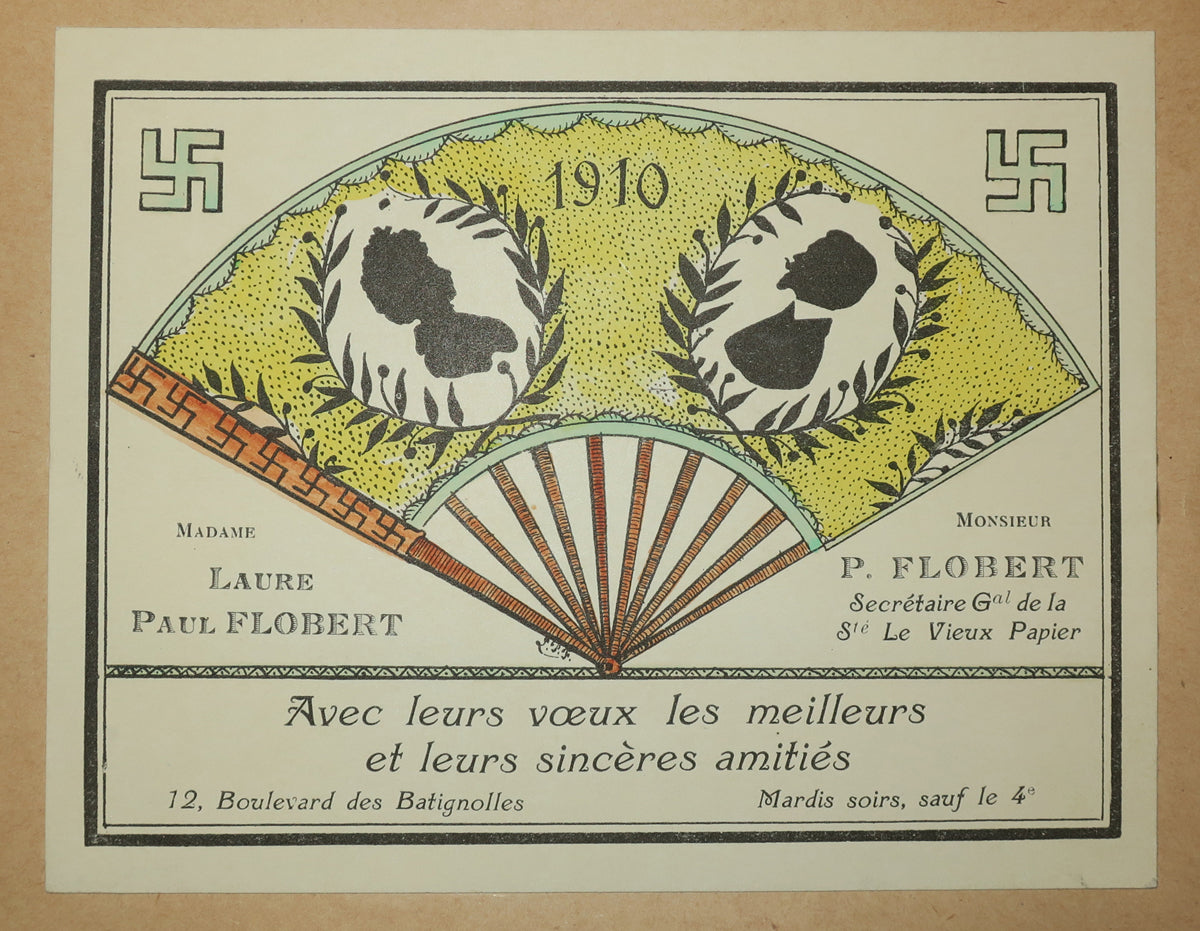 1910
MADAME
LAURE
PAUL FLOBERT
MONSIEUR
P. FLOBERT
Secrétaire Gal de la
Sté Le Vieux Papier
Avec leurs vœux les meilleurs
et leurs sincères amitiés
12, Boulevard des Batignolles
Mardis soirs, sauf le 4e